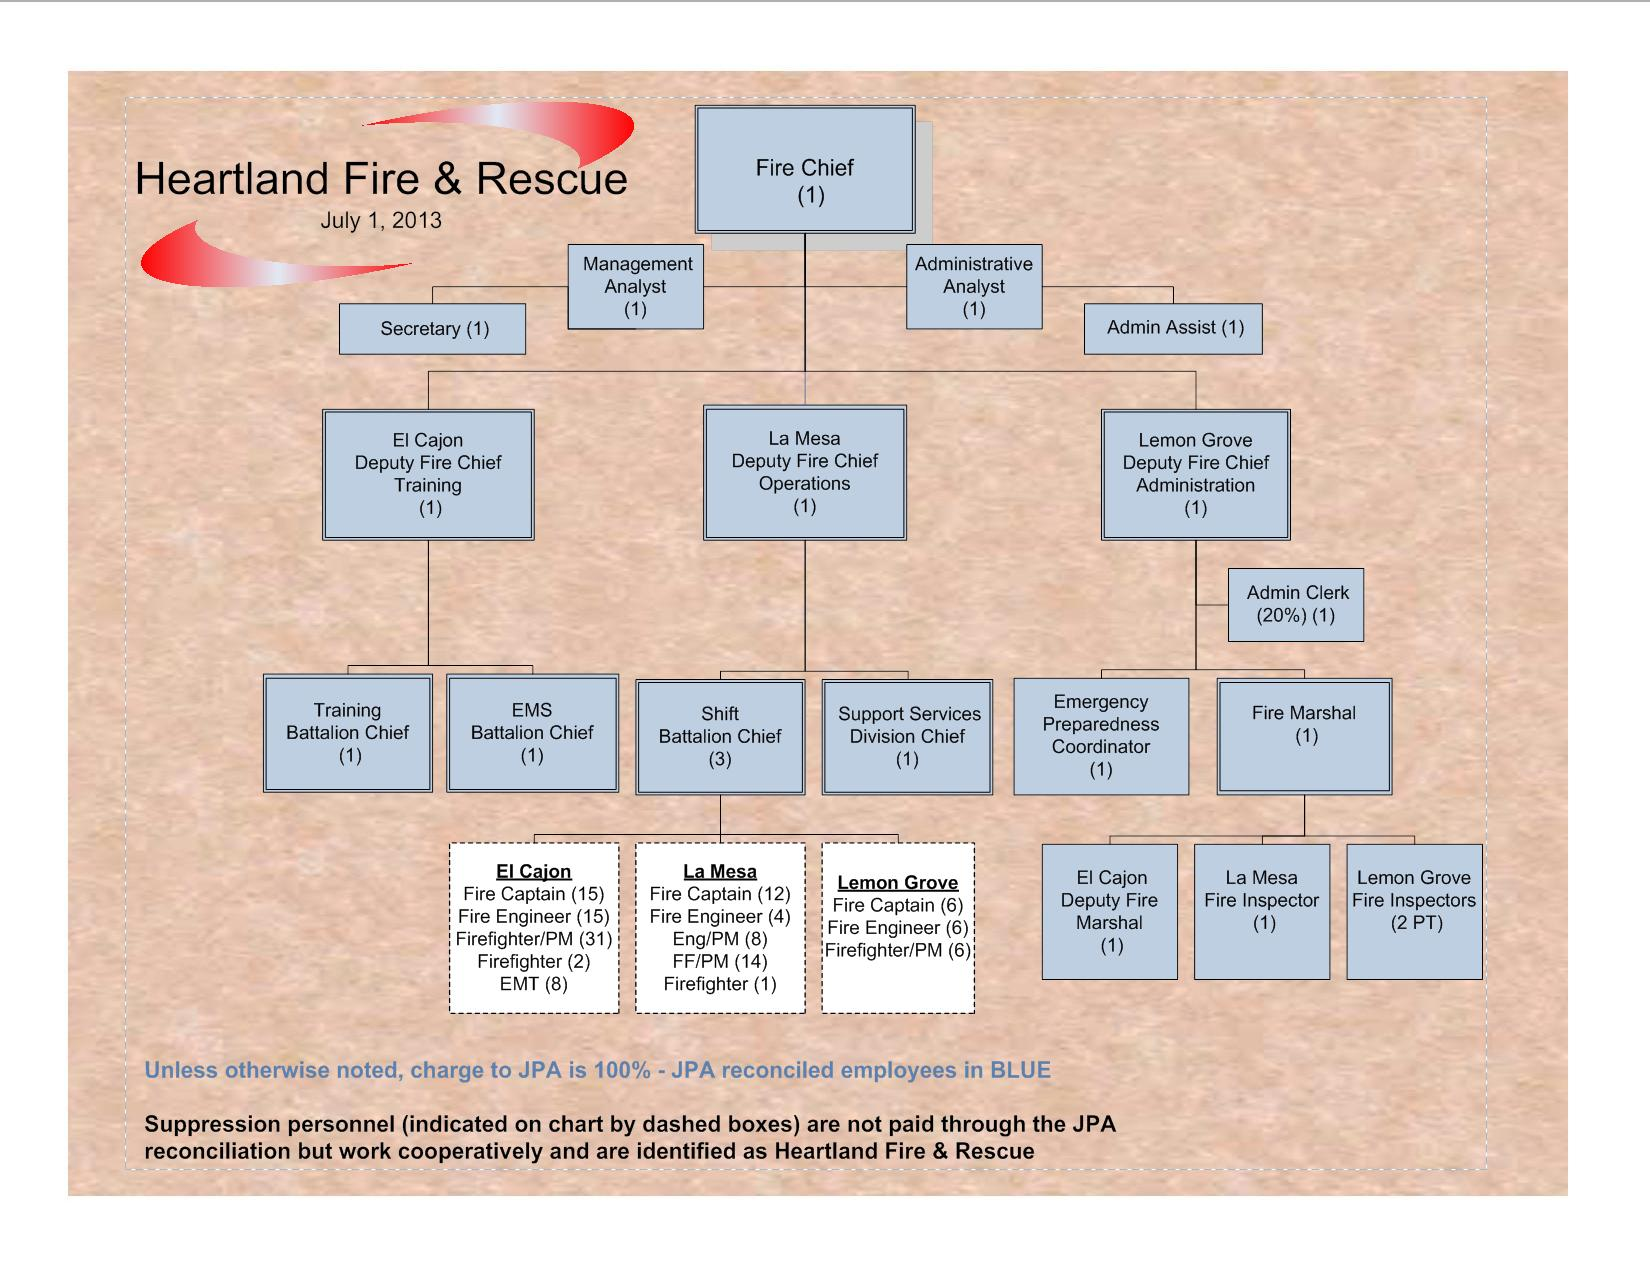 Heartland Fire & Rescue
July 1, 2013
Fire Chief
(1)
Management
Analyst
(1)
Administrative
Analyst
(1)
Secretary (1)
Admin Assist (1)
El Cajon
Deputy Fire Chief
Training
(1)
La Mesa
Deputy Fire Chief
Operations
(1)
Lemon Grove
Deputy Fire Chief
Administration
(1)
Admin Clerk
(20%) (1)
Training
Battalion Chief
(1)
EMS
Battalion Chief
(1)
Shift
Battalion Chief
(3)
Support Services
Division Chief
(1)
Emergency
Preparedness
Coordinator
(1)
Fire Marshal
(1)
El Cajon
Fire Captain (15)
Fire Engineer (15)
Firefighter/PM (31)
Firefighter (2)
EMT (8)
La Mesa
Fire Captain (12)
Fire Engineer (4)
Eng/PM (8)
FF/PM (14)
Firefighter (1)
Lemon Grove
Fire Captain (6)
Fire Engineer (6)
Firefighter/PM (6)
El Cajon
Deputy Fire
Marshal
(1)
La Mesa
Fire Inspector
(1)
Lemon Grove
Fire Inspectors
(2 PT)
Unless otherwise noted, charge to JPA is 100% - JPA reconciled employees in BLUE
Suppression personnel (indicated on chart by dashed boxes) are not paid through the JPA
reconciliation but work cooperatively and are identified as Heartland Fire & Rescue